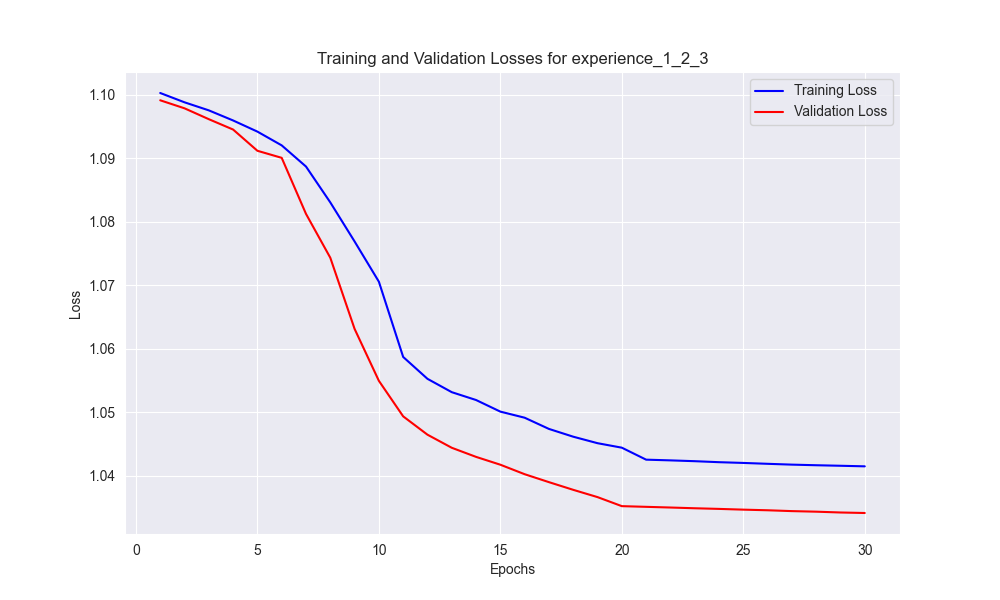 Training and Validation Losses for experience_1_2_3
Training Loss
Validation Loss
1.10
1.09
1.08
1.07
1.06
1.05
1.04
Loss
0
5
10
15
20
25
30
Epochs